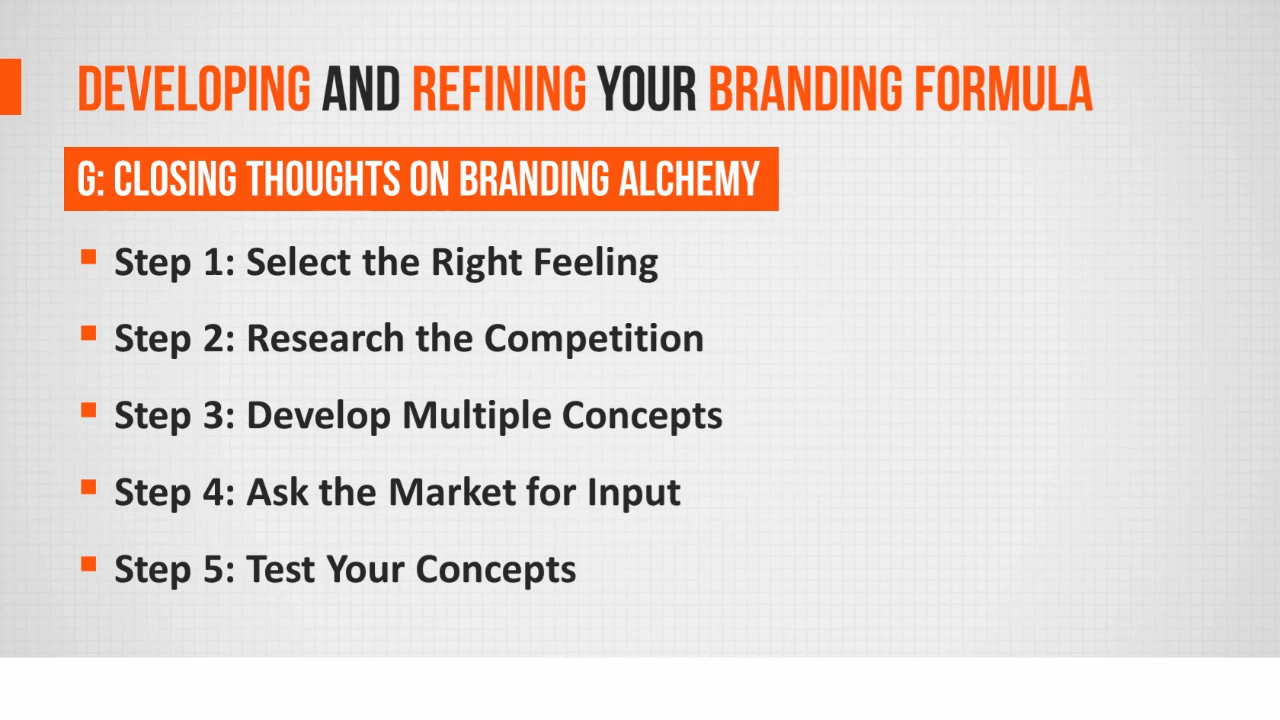 DEVELOPING AND REFINING YOUR BRANDING FORMULA
G: CLOSING THOUGHTS ON BRANDING ALCHEMY
Step 1: Select the Right Feeling
Step 2: Research the Competition
Step 3: Develop Multiple Concepts
Step 4: Ask the Market for Input
Step 5: Test Your Concepts